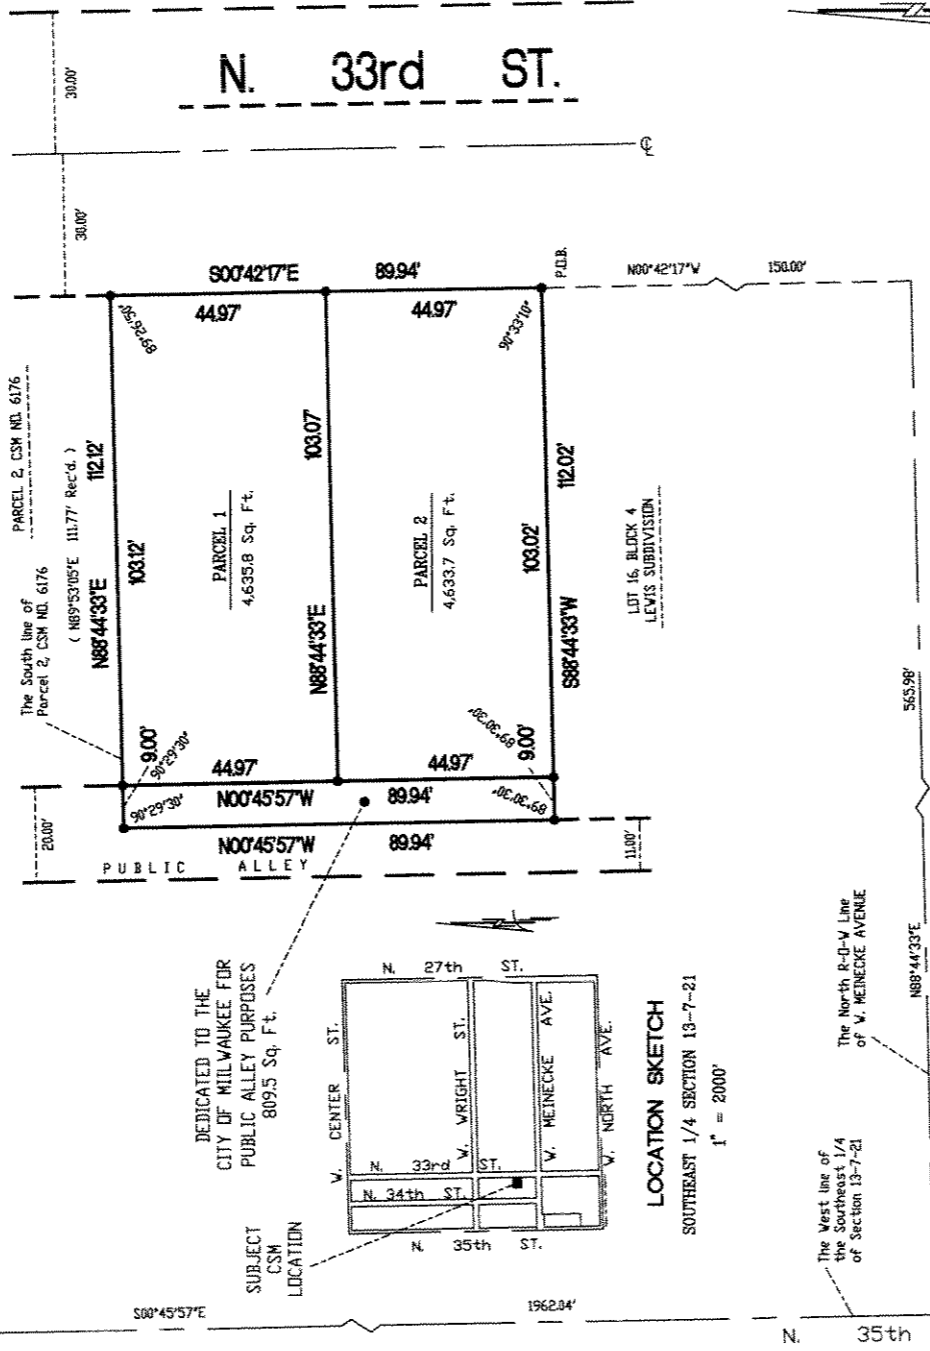 N. 33rd ST.
30.00'
℄
30.00'
S00°42'17"E 89.94'
P.O.B.
N00°42'17"W 150.00'
44.97' 44.97'
89°26'50"
90°33'10"
PARCEL 2, CSM NO. 6176
The South line of
Parcel 2, CSM NO. 6176
( N89°53'05"E 111.77' Rec'd. )
N88°44'33"E 112.12'
103.12'
PARCEL 1
4,635.8 Sq. Ft.
N88°44'33"E 103.07'
PARCEL 2
4,633.7 Sq. Ft.
103.02'
S88°44'33"W 112.02'
LOT 16, BLOCK 4
LEWIS SUBDIVISION
565.98'
9.00'
90°29'30"
90°29'30"
89°30'30"
89°30'30"
9.00'
44.97' 44.97'
N00°45'57"W 89.94'
N00°45'57"W 89.94'
20.00'
11.00'
PUBLIC ALLEY
DEDICATED TO THE
CITY OF MIILWAUKEE FOR
PUBLIC ALLEY PURPOSES
809.5 Sq. Ft.
N. 27th ST.
W. CENTER ST.
W. WRIGHT ST.
W. MEINECKE AVE.
W. NORTH AVE.
N. 33rd ST.
N. 34th ST.
N. 35th ST.
SUBJECT
CSM
LOCATION
LOCATION SKETCH
SOUTHEAST 1/4 SECTION 13-7-21
1" = 2000'
The North R-O-W Line
of W. MEINECKE AVENUE
N88°44'33"E
The West line of
the Southeast 1/4
of Section 13-7-21
S00°45'57"E 1962.04'
N. 35th